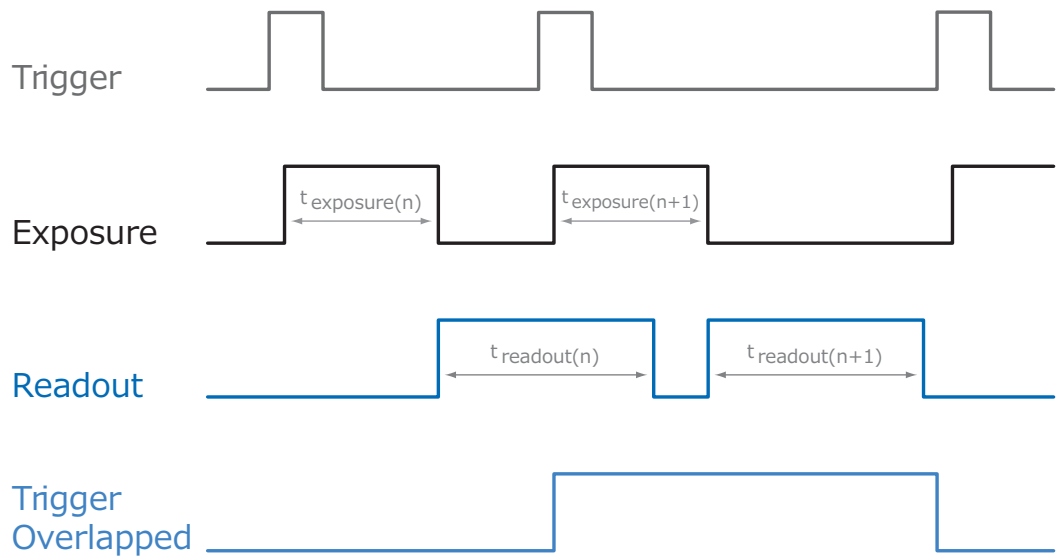 Trigger
Exposure
t exposure(n)
t exposure(n+1)
Readout
t readout(n)
t readout(n+1)
Trigger
Overlapped